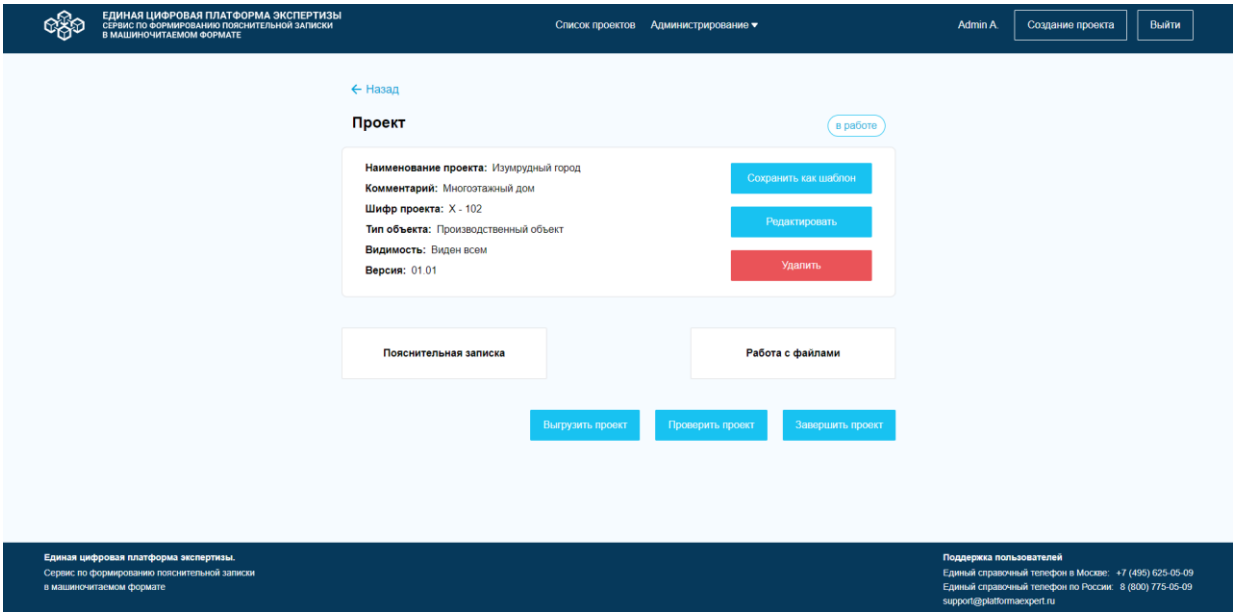 ЕДИНАЯ ЦИФРОВАЯ ПЛАТФОРМА ЭКСПЕРТИЗЫ
СЕРВИС ПО ФОРМИРОВАНИЮ ПОЯСНИТЕЛЬНОЙ ЗАПИСКИ
В МАШИНОЧИТАЕМОМ ФОРМАТЕ
Список проектов
Администрирование ▾
Admin A.
Создание проекта
Выйти
← Назад
Проект
в работе
Наименование проекта: Изумрудный город
Комментарий: Многоэтажный дом
Шифр проекта: X - 102
Тип объекта: Производственный объект
Видимость: Виден всем
Версия: 01.01
Сохранить как шаблон
Редактировать
Удалить
Пояснительная записка
Работа с файлами
Выгрузить проект
Проверить проект
Завершить проект
Единая цифровая платформа экспертизы.
Сервис по формированию пояснительной записки
в машиночитаемом формате
Поддержка пользователей
Единый справочный телефон в Москве: +7 (495) 625-05-09
Единый справочный телефон по России: 8 (800) 775-05-09
support@platformaexpert.ru